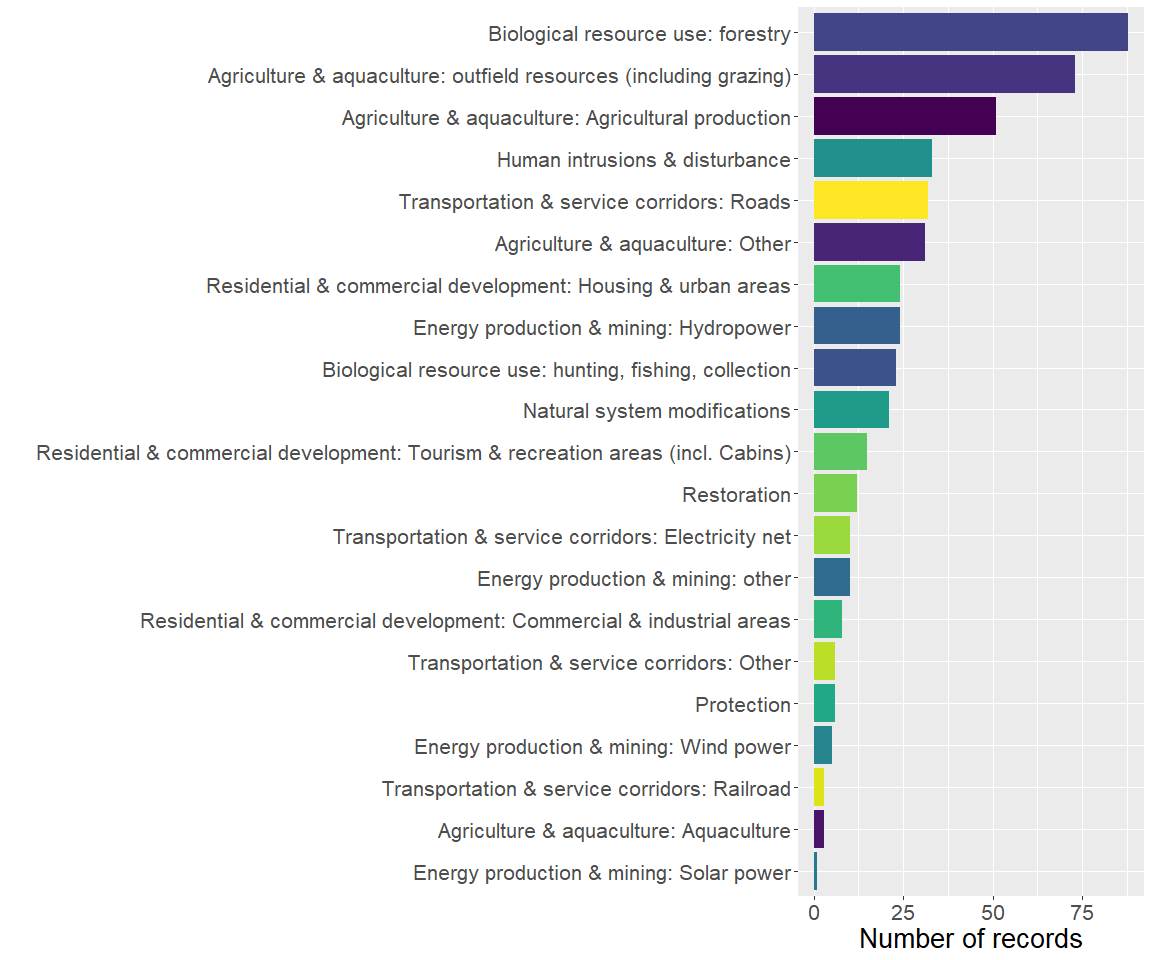 Biological resource use: forestry
Agriculture & aquaculture: outfield resources (including grazing)
Agriculture & aquaculture: Agricultural production
Human intrusions & disturbance
Transportation & service corridors: Roads
Agriculture & aquaculture: Other
Residential & commercial development: Housing & urban areas
Energy production & mining: Hydropower
Biological resource use: hunting, fishing, collection
Natural system modifications
Residential & commercial development: Tourism & recreation areas (incl. Cabins)
Restoration
Transportation & service corridors: Electricity net
Energy production & mining: other
Residential & commercial development: Commercial & industrial areas
Transportation & service corridors: Other
Protection
Energy production & mining: Wind power
Transportation & service corridors: Railroad
Agriculture & aquaculture: Aquaculture
Energy production & mining: Solar power
0 25 50 75
Number of records